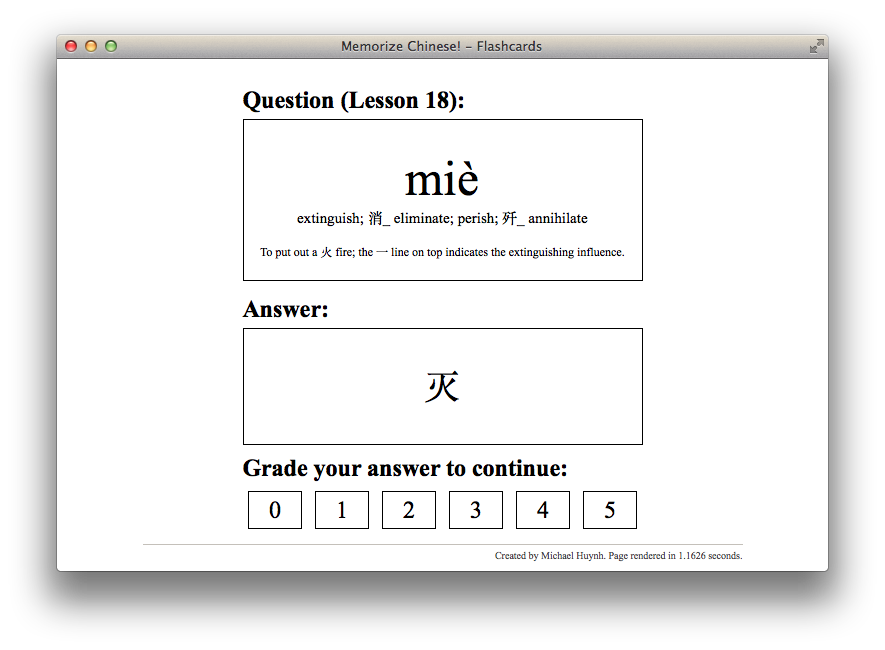 Memorize Chinese! – Flashcards
Question (Lesson 18):
miè
extinguish; 消_ eliminate; perish; 歼_ annihilate
To put out a 火 fire; the 一 line on top indicates the extinguishing influence.
Answer:
灭
Grade your answer to continue:
0 1 2 3 4 5
Created by Michael Huynh. Page rendered in 1.1626 seconds.